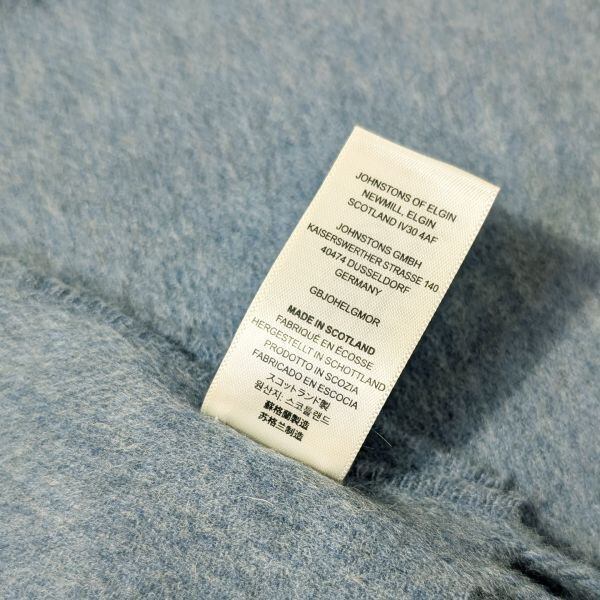 JOHNSTONS OF ELGIN
NEWMILL, ELGIN
SCOTLAND IV30 4AF
JOHNSTONS GMBH
KAISERSWERTHER STRASSE 140
40474 DUSSELDORF
GERMANY
GBJOHELGMOR
MADE IN SCOTLAND
FABRIQUÉ EN ÉCOSSE
HERGESTELLT IN SCHOTTLAND
PRODOTTO IN SCOZIA
FABRICADO EN ESCOCIA
スコットランド製
원산지: 스코틀랜드
蘇格蘭製造
苏格兰制造